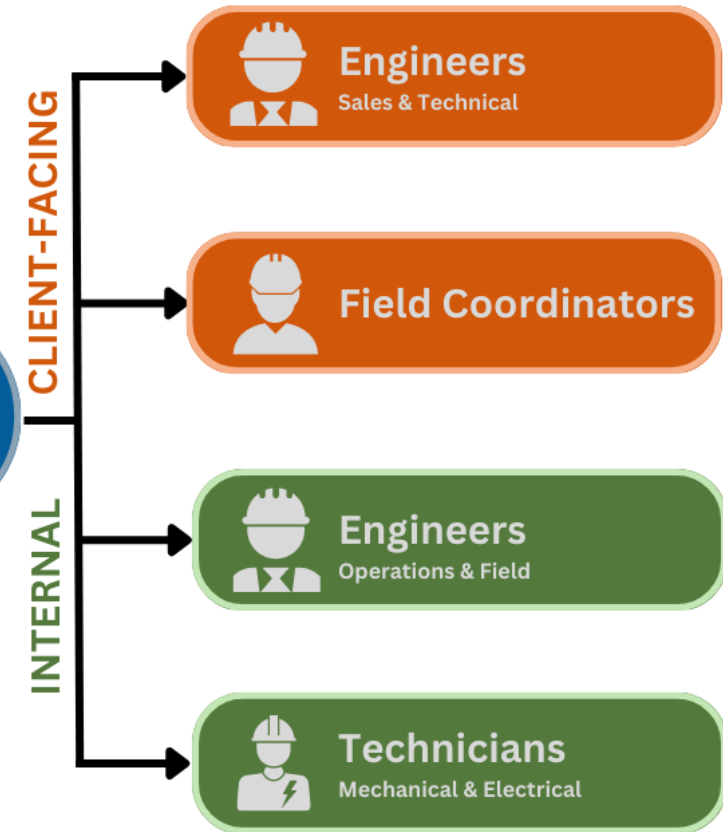 CLIENT-FACING
Engineers
Sales & Technical
Field Coordinators
INTERNAL
Engineers
Operations & Field
Technicians
Mechanical & Electrical